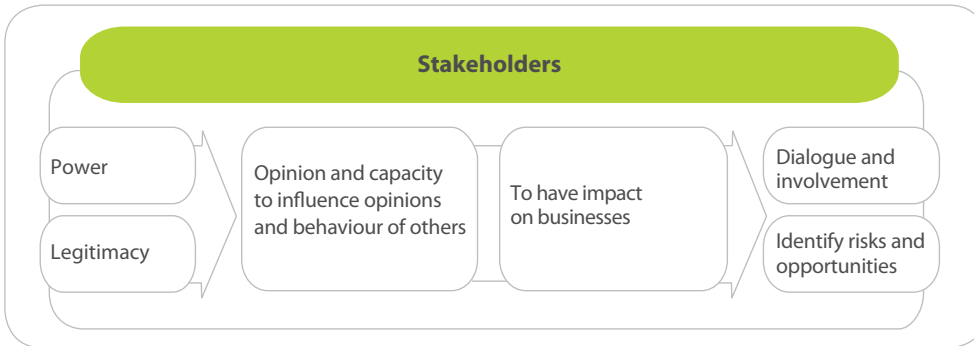 Stakeholders
Power
Legitimacy
Opinion and capacity
to influence opinions
and behaviour of others
To have impact
on businesses
Dialogue and
involvement
Identify risks and
opportunities